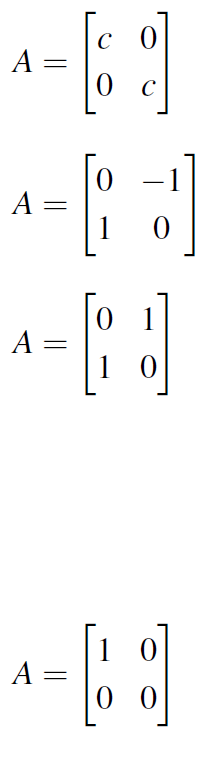 A = [c 0
0 c]
A = [0 −1
1 0]
A = [0 1
1 0]
A = [1 0
0 0]